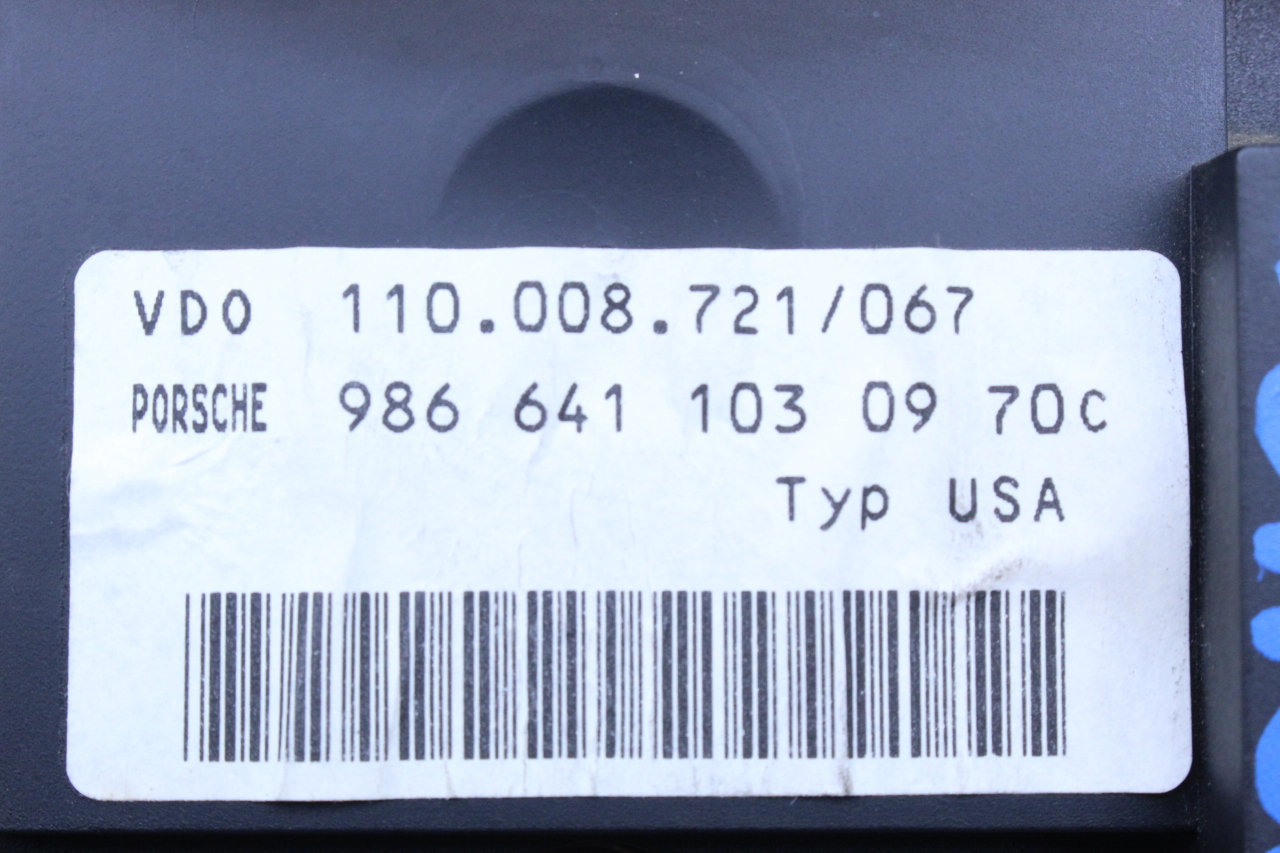 VDO 110.008.721/067
PORSCHE 986 641 103 09 70C
Typ USA